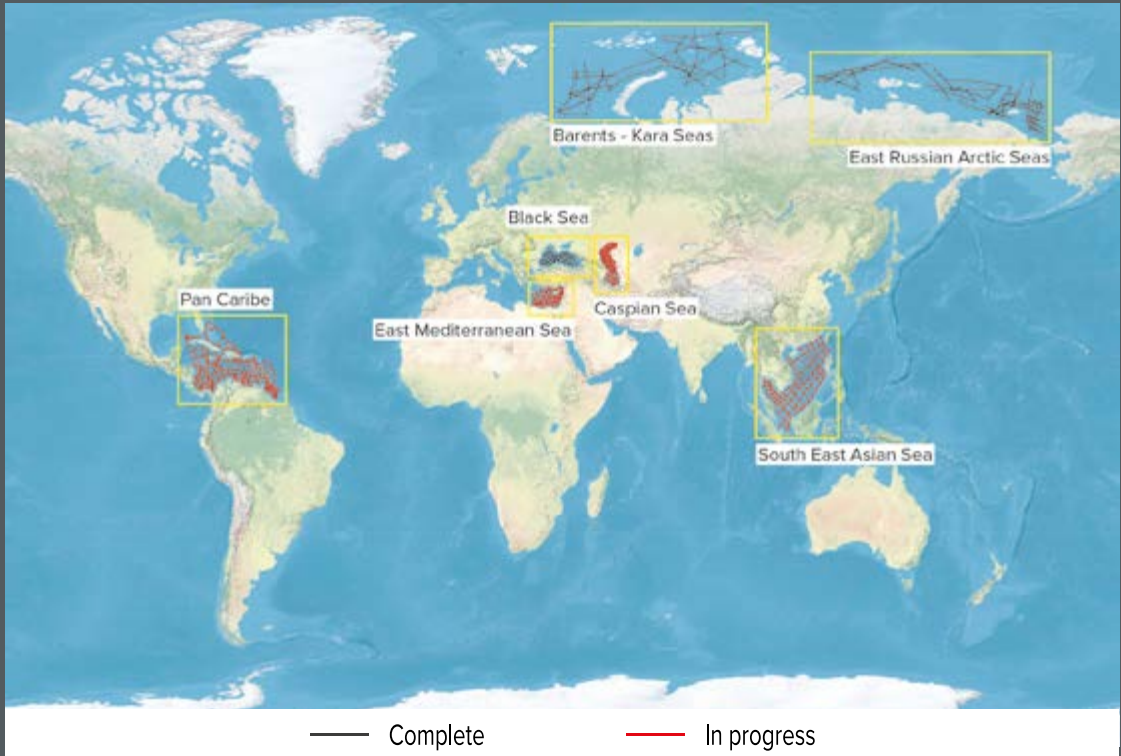 Barents - Kara Seas
East Russian Arctic Seas
Black Sea
Pan Caribe
Caspian Sea
East Mediterranean Sea
South East Asian Sea
Complete
In progress